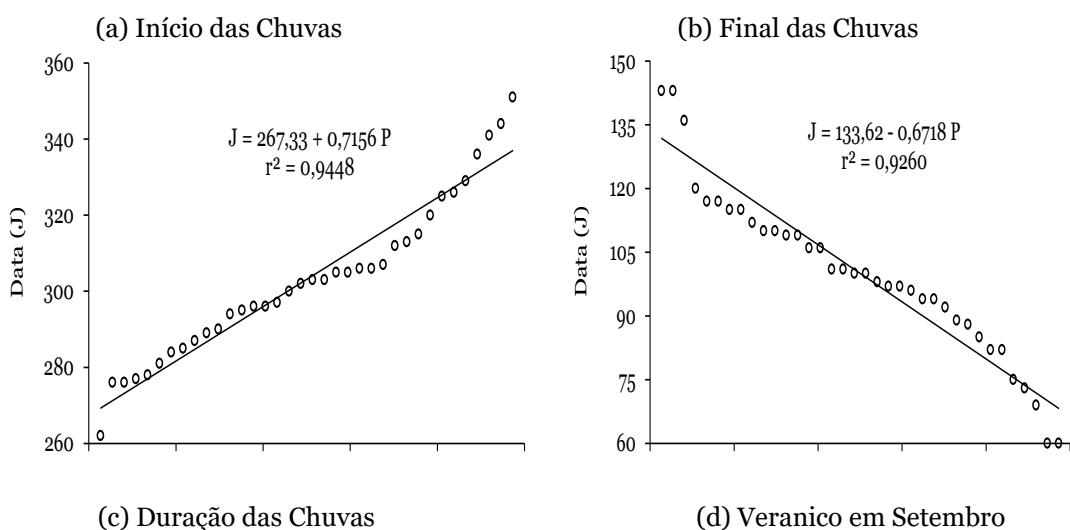 (a) Início das Chuvas
360
340
320
300
280
260
Data (J)
J = 267,33 + 0,7156 P
r² = 0,9448
(b) Final das Chuvas
150
135
120
105
90
75
60
Data (J)
J = 133,62 - 0,6718 P
r² = 0,9260
(c) Duração das Chuvas
(d) Veranico em Setembro